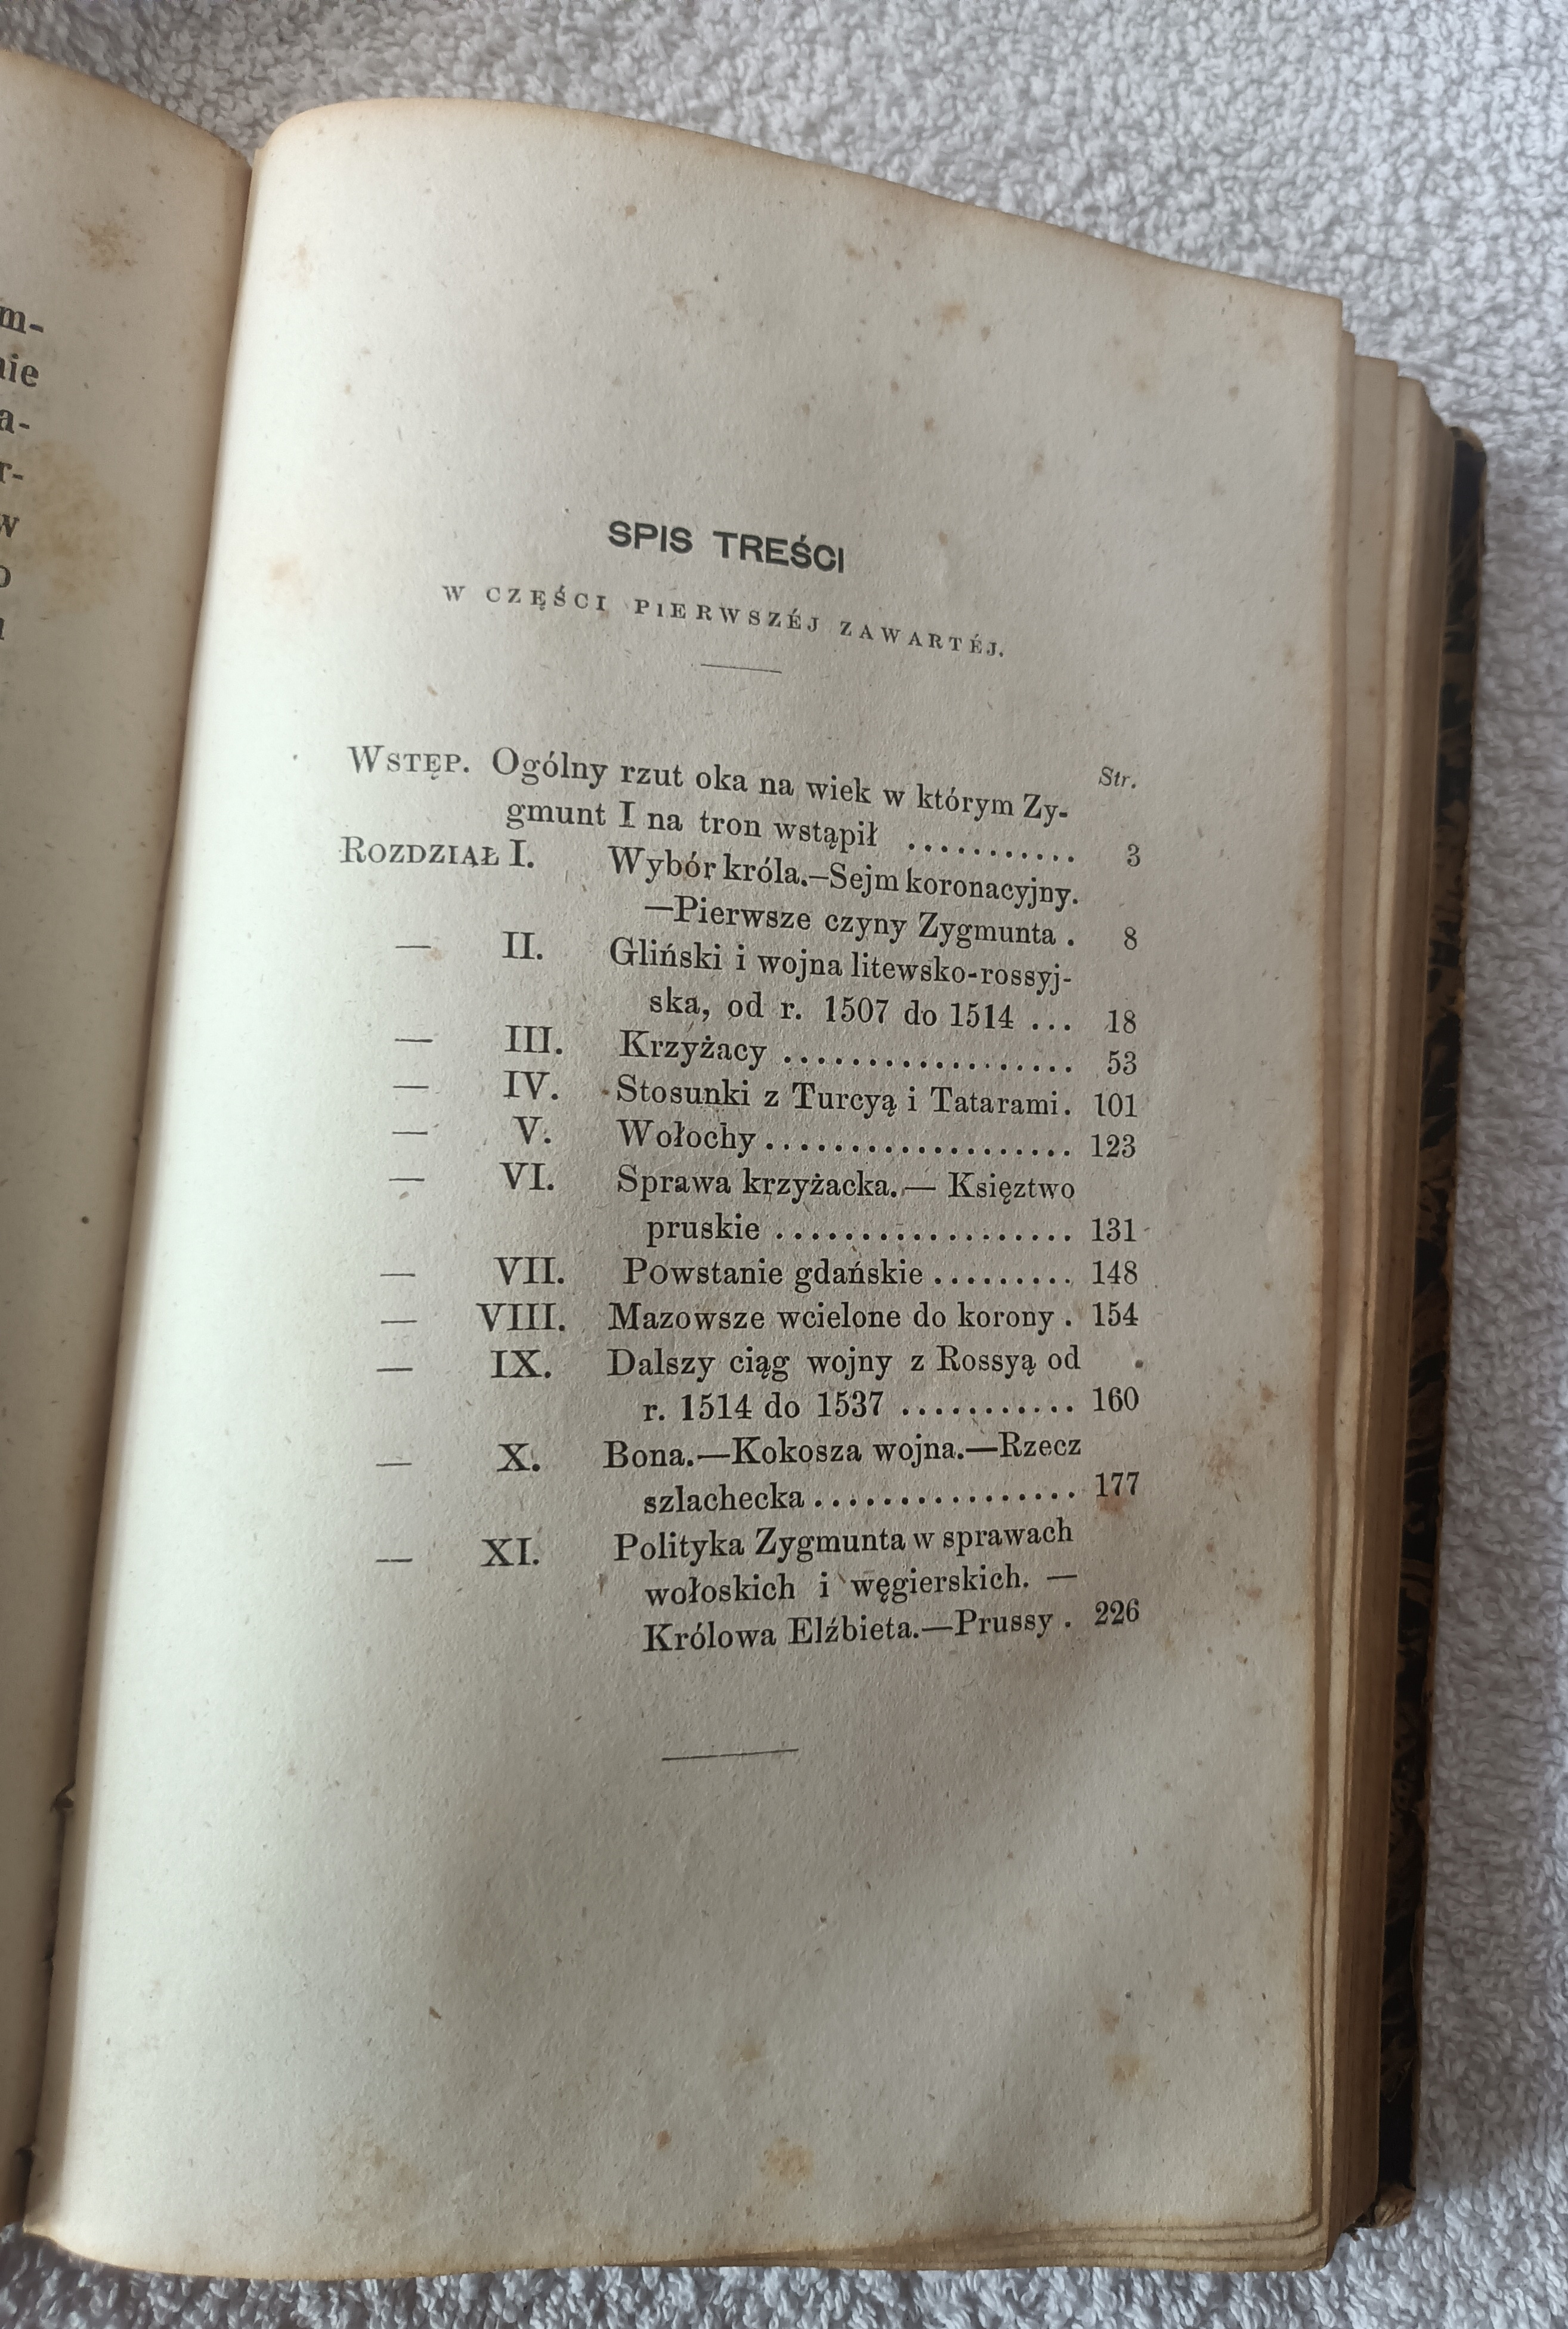 m-
nie
a-
r-
w
SPIS TREŚCI
W CZĘŚCI PIERWSZÉJ ZAWARTÉJ.
Str.
WSTĘP. Ogólny rzut oka na wiek w którym Zy-
gmunt I na tron wstąpił ........... 3
ROZDZIAŁ I. Wybór króla.—Sejm koronacyjny.
—Pierwsze czyny Zygmunta . 8
— II. Gliński i wojna litewsko-rossyj-
ska, od r. 1507 do 1514 ... 18
— III. Krzyżacy .................. 53
— IV. Stosunki z Turcyą i Tatarami. 101
— V. Wołochy ................... 123
— VI. Sprawa krzyżacka.— Księztwo
pruskie .................. 131
— VII. Powstanie gdańskie ......... 148
— VIII. Mazowsze wcielone do korony . 154
— IX. Dalszy ciąg wojny z Rossyą od
r. 1514 do 1537 ........... 160
— X. Bona.—Kokosza wojna.—Rzecz
szlachecka ................ 177
— XI. Polityka Zygmunta w sprawach
wołoskich i węgierskich. —
Królowa Elźbieta.—Prussy . 226